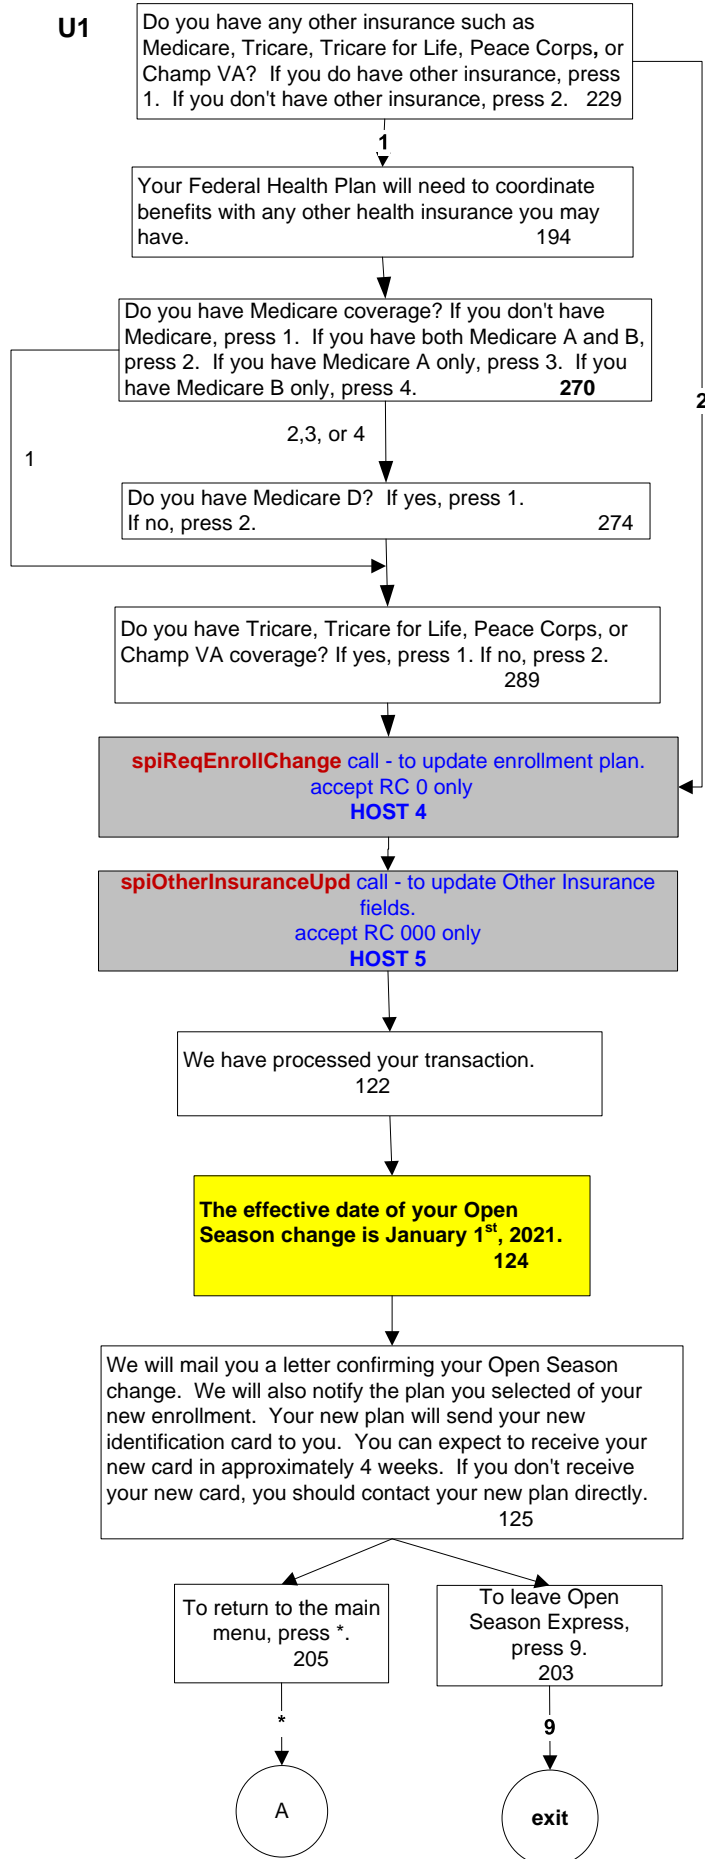 U1
Do you have any other insurance such as
Medicare, Tricare, Tricare for Life, Peace Corps, or
Champ VA?  If you do have other insurance, press
1.  If you don't have other insurance, press 2.   229
2
1
Your Federal Health Plan will need to coordinate
benefits with any other health insurance you may
have.   194
Do you have Medicare coverage? If you don't have
Medicare, press 1.  If you have both Medicare A and B,
press 2.  If you have Medicare A only, press 3.  If you
have Medicare B only, press 4.   270
2,3, or 4
1
Do you have Medicare D?  If yes, press 1.
If no, press 2.   274
Do you have Tricare, Tricare for Life, Peace Corps, or
Champ VA coverage? If yes, press 1. If no, press 2.
289
spiReqEnrollChange call - to update enrollment plan.
accept RC 0 only
HOST 4
spiOtherInsuranceUpd call - to update Other Insurance
fields.
accept RC 000 only
HOST 5
We have processed your transaction.
122
The effective date of your Open
Season change is January 1st, 2021.
124
We will mail you a letter confirming your Open Season
change.  We will also notify the plan you selected of your
new enrollment.  Your new plan will send your new
identification card to you.  You can expect to receive your
new card in approximately 4 weeks.  If you don't receive
your new card, you should contact your new plan directly.
125
To return to the main
menu, press *.
205
To leave Open
Season Express,
press 9.
203
*
9
A
exit